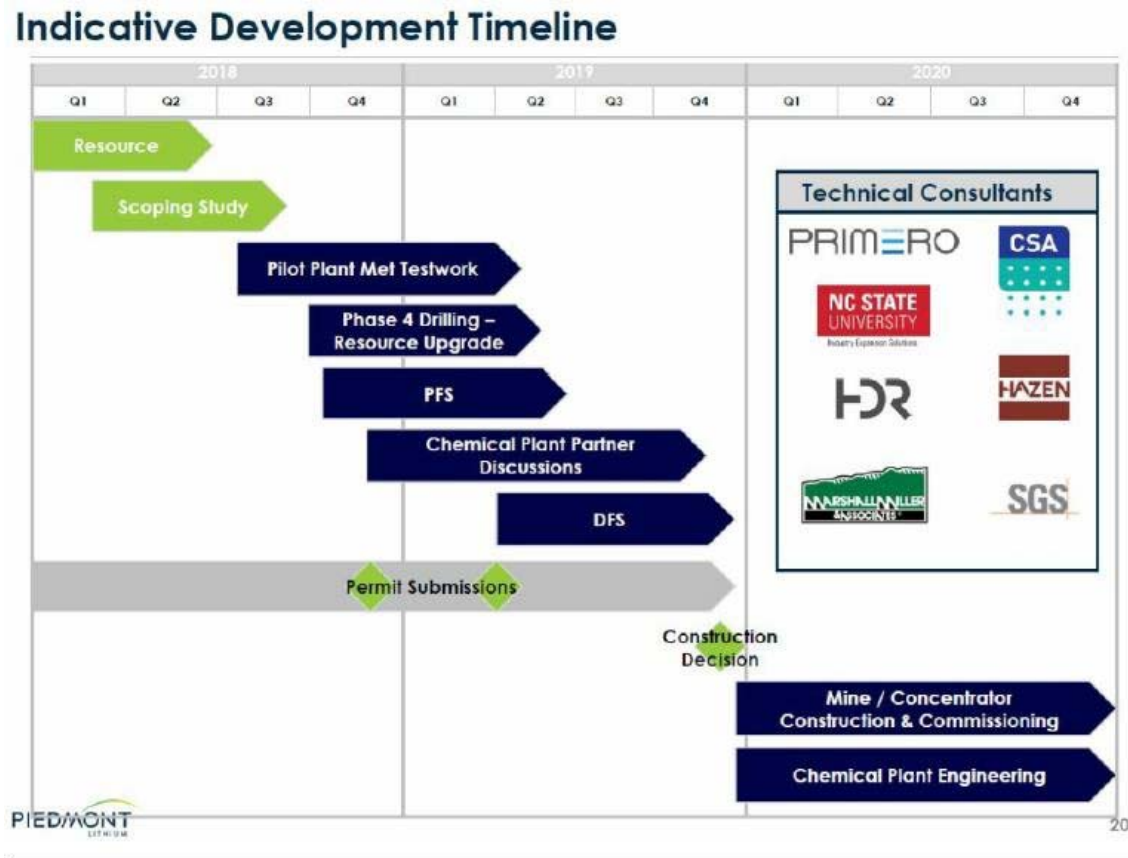 Indicative Development Timeline
2018 2019 2020
Q1 Q2 Q3 Q4 Q1 Q2 Q3 Q4 Q1 Q2 Q3 Q4
Resource
Scoping Study
Pilot Plant Met Testwork
Phase 4 Drilling –
Resource Upgrade
PFS
Chemical Plant Partner
Discussions
DFS
Permit Submissions
Construction
Decision
Mine / Concentrator
Construction & Commissioning
Chemical Plant Engineering
Technical Consultants
PRIMERO
CSA
NC STATE
UNIVERSITY
Industry Expansion Solutions
HDR
HAZEN
MARSHALL MILLER
& ASSOCIATES
SGS
PIEDMONT
LITHIUM
20